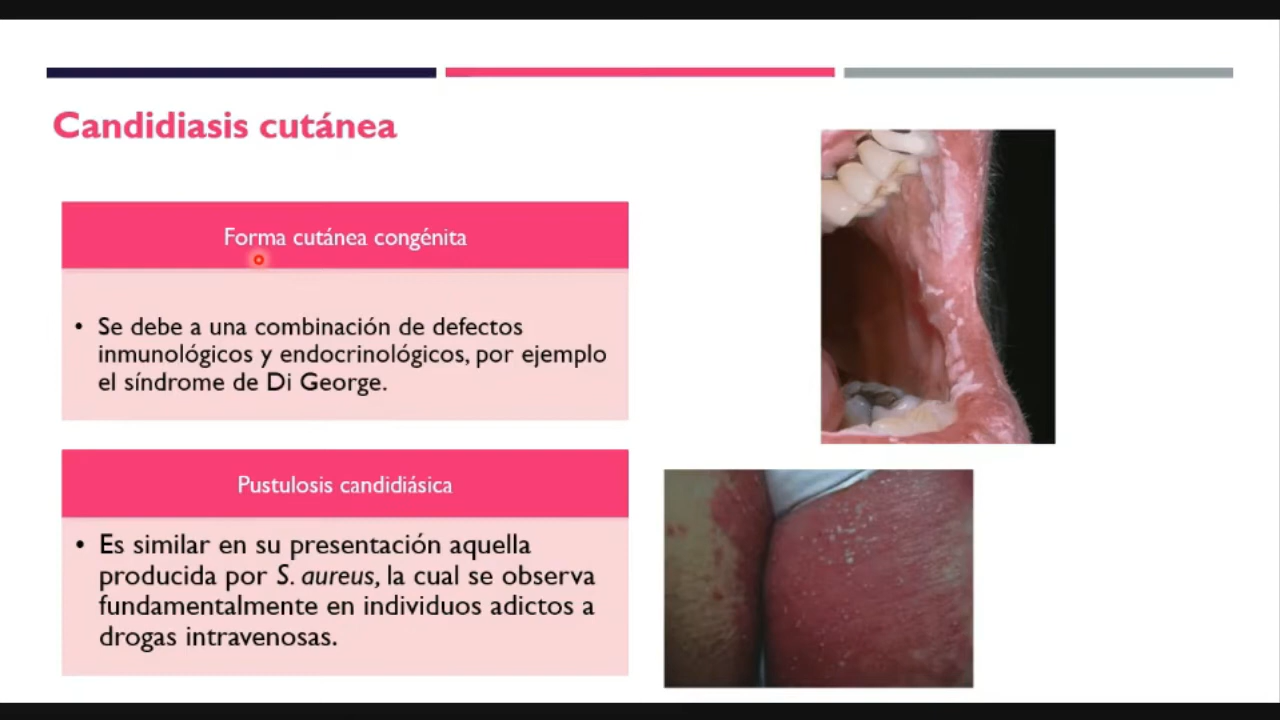 Candidiasis cutánea
Forma cutánea congénita
• Se debe a una combinación de defectos
inmunológicos y endocrinológicos, por ejemplo
el síndrome de Di George.
Pustulosis candidiásica
• Es similar en su presentación aquella
producida por S. aureus, la cual se observa
fundamentalmente en individuos adictos a
drogas intravenosas.